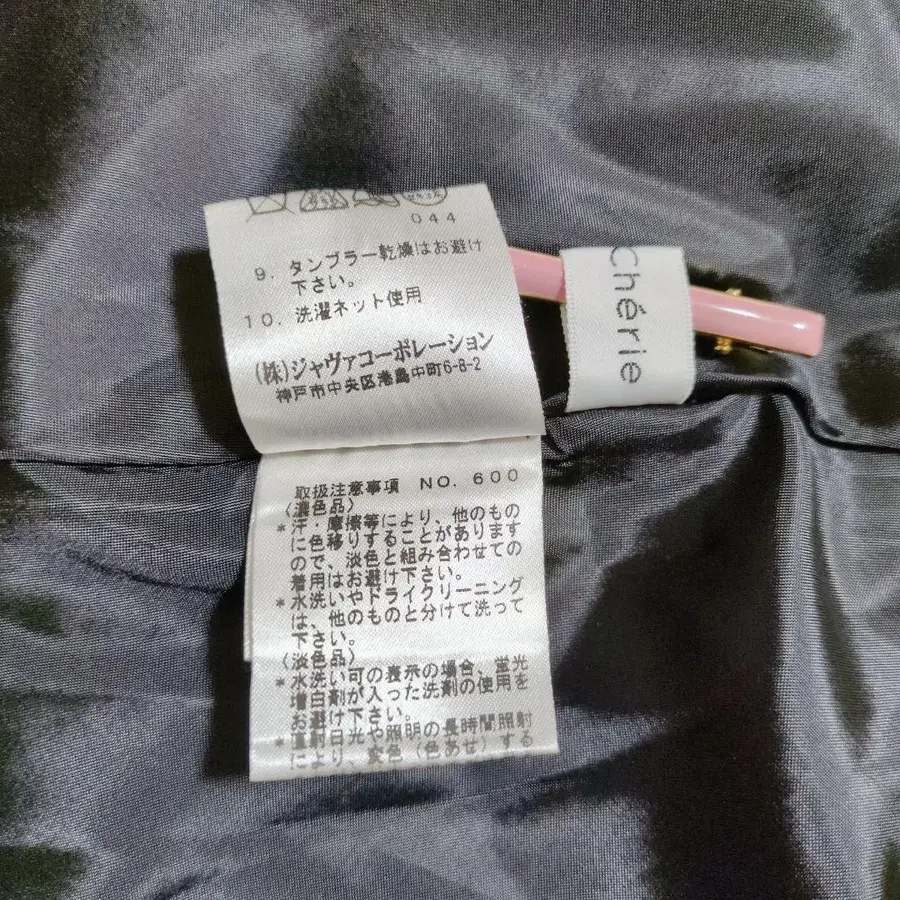 044
9. タンブラー乾燥はお避け
下さい。
10. 洗濯ネット使用
(株)ジャヴァコーポレーション
神戸市中央区港島中町6-8-2
Chérie
取扱注意事項 NO. 600
〈濃色品〉
*汗・摩擦等により、他のもの
に色移りすることがあります
ので、淡色と組み合わせての
着用はお避け下さい。
*水洗いやドライクリーニング
は、他のものと分けて洗って
下さい。
〈淡色品〉
*水洗い可の表示の場合、蛍光
増白剤が入った洗剤の使用を
お避け下さい。
*直射日光や照明の長時間照射
により、変色(色あせ)する